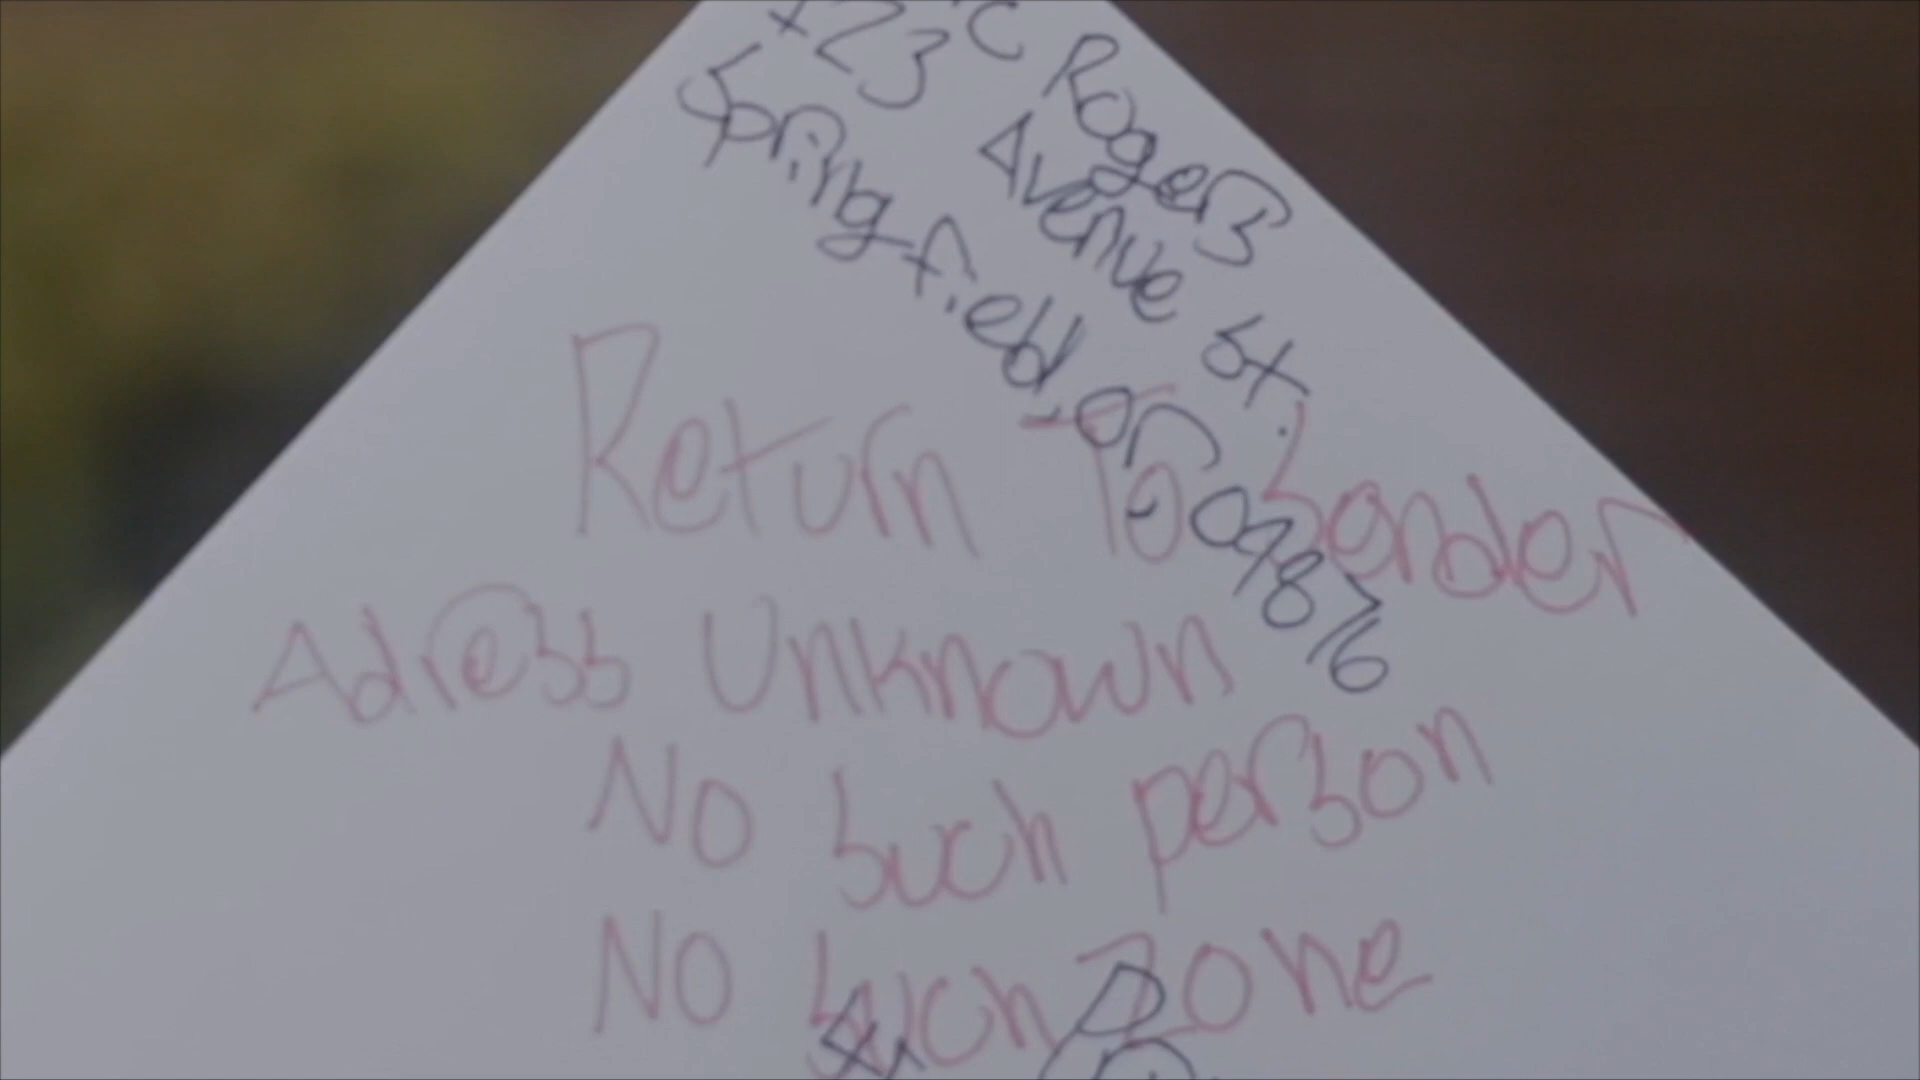 C Rogers
123 Avenue St.
Springfield, Or. 09876
Return To Sender
Adress Unknown
No Such person
No Such Zone